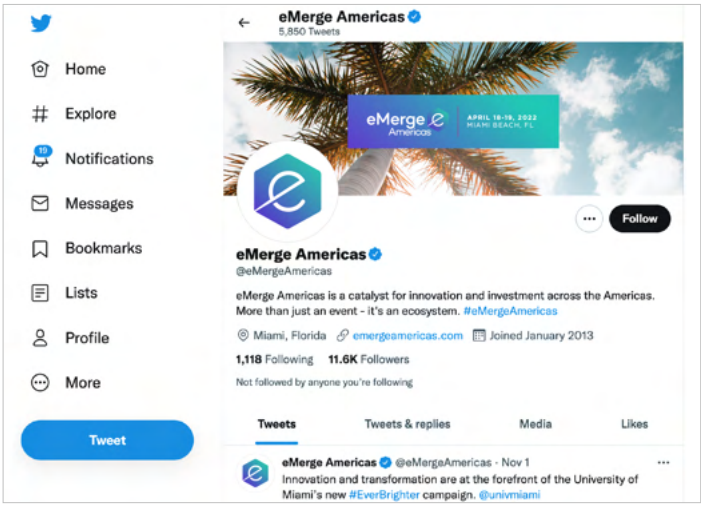 eMerge Americas
5,850 Tweets
Home
Explore
19
Notifications
Messages
Bookmarks
Lists
Profile
More
Tweet
eMerge
Americas
APRIL 18-19, 2022
MIAMI BEACH, FL
e
Follow
eMerge Americas
@eMergeAmericas
eMerge Americas is a catalyst for innovation and investment across the Americas.
More than just an event - it's an ecosystem. #eMergeAmericas
Miami, Florida emergeamericas.com Joined January 2013
1,118 Following 11.6K Followers
Not followed by anyone you're following
Tweets Tweets & replies Media Likes
eMerge Americas @eMergeAmericas · Nov 1
Innovation and transformation are at the forefront of the University of
Miami's new #EverBrighter campaign. @univmiami